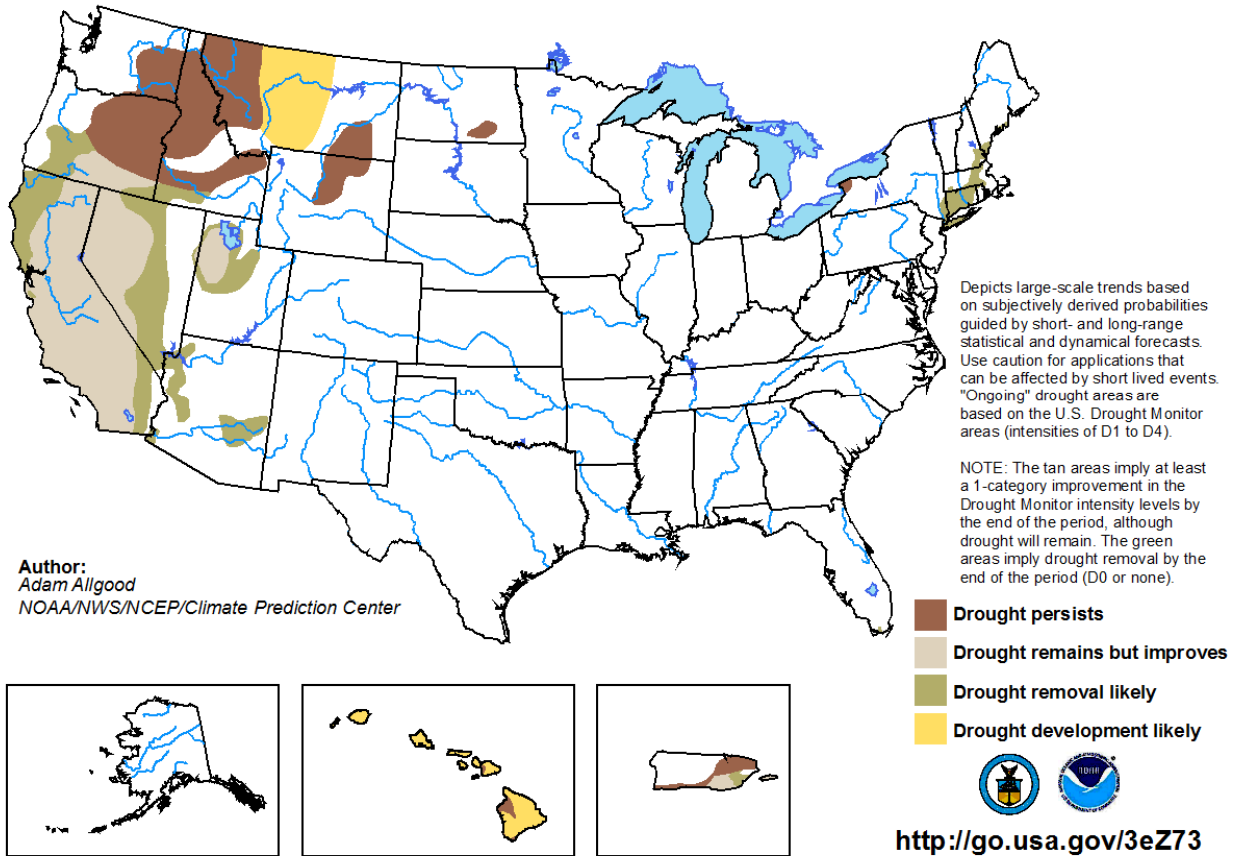 Depicts large-scale trends based
on subjectively derived probabilities
guided by short- and long-range
statistical and dynamical forecasts.
Use caution for applications that
can be affected by short lived events.
"Ongoing" drought areas are
based on the U.S. Drought Monitor
areas (intensities of D1 to D4).
NOTE: The tan areas imply at least
a 1-category improvement in the
Drought Monitor intensity levels by
the end of the period, although
drought will remain. The green
areas imply drought removal by the
end of the period (D0 or none).
Author:
Adam Allgood
NOAA/NWS/NCEP/Climate Prediction Center
Drought persists
Drought remains but improves
Drought removal likely
Drought development likely
http://go.usa.gov/3eZ73